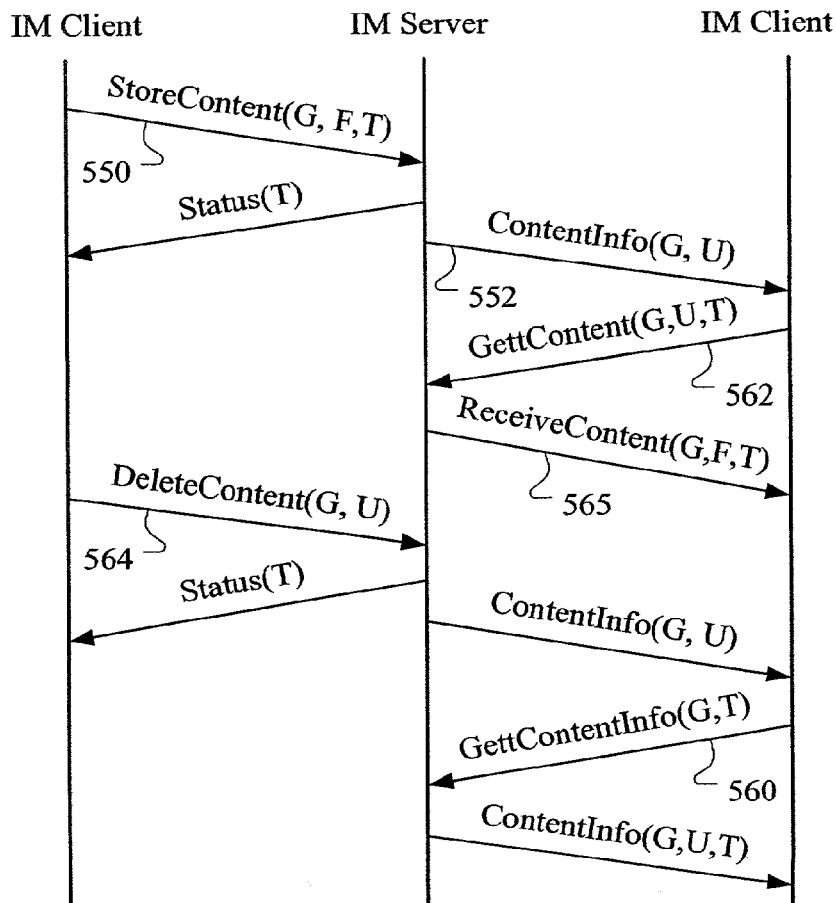 IM Client IM Server IM Client
StoreContent(G, F,T)
550
Status(T)
ContentInfo(G, U)
552
GettContent(G,U,T)
562
ReceiveContent(G,F,T)
565
DeleteContent(G, U)
564
Status(T)
ContentInfo(G, U)
GettContentInfo(G,T)
560
ContentInfo(G,U,T)